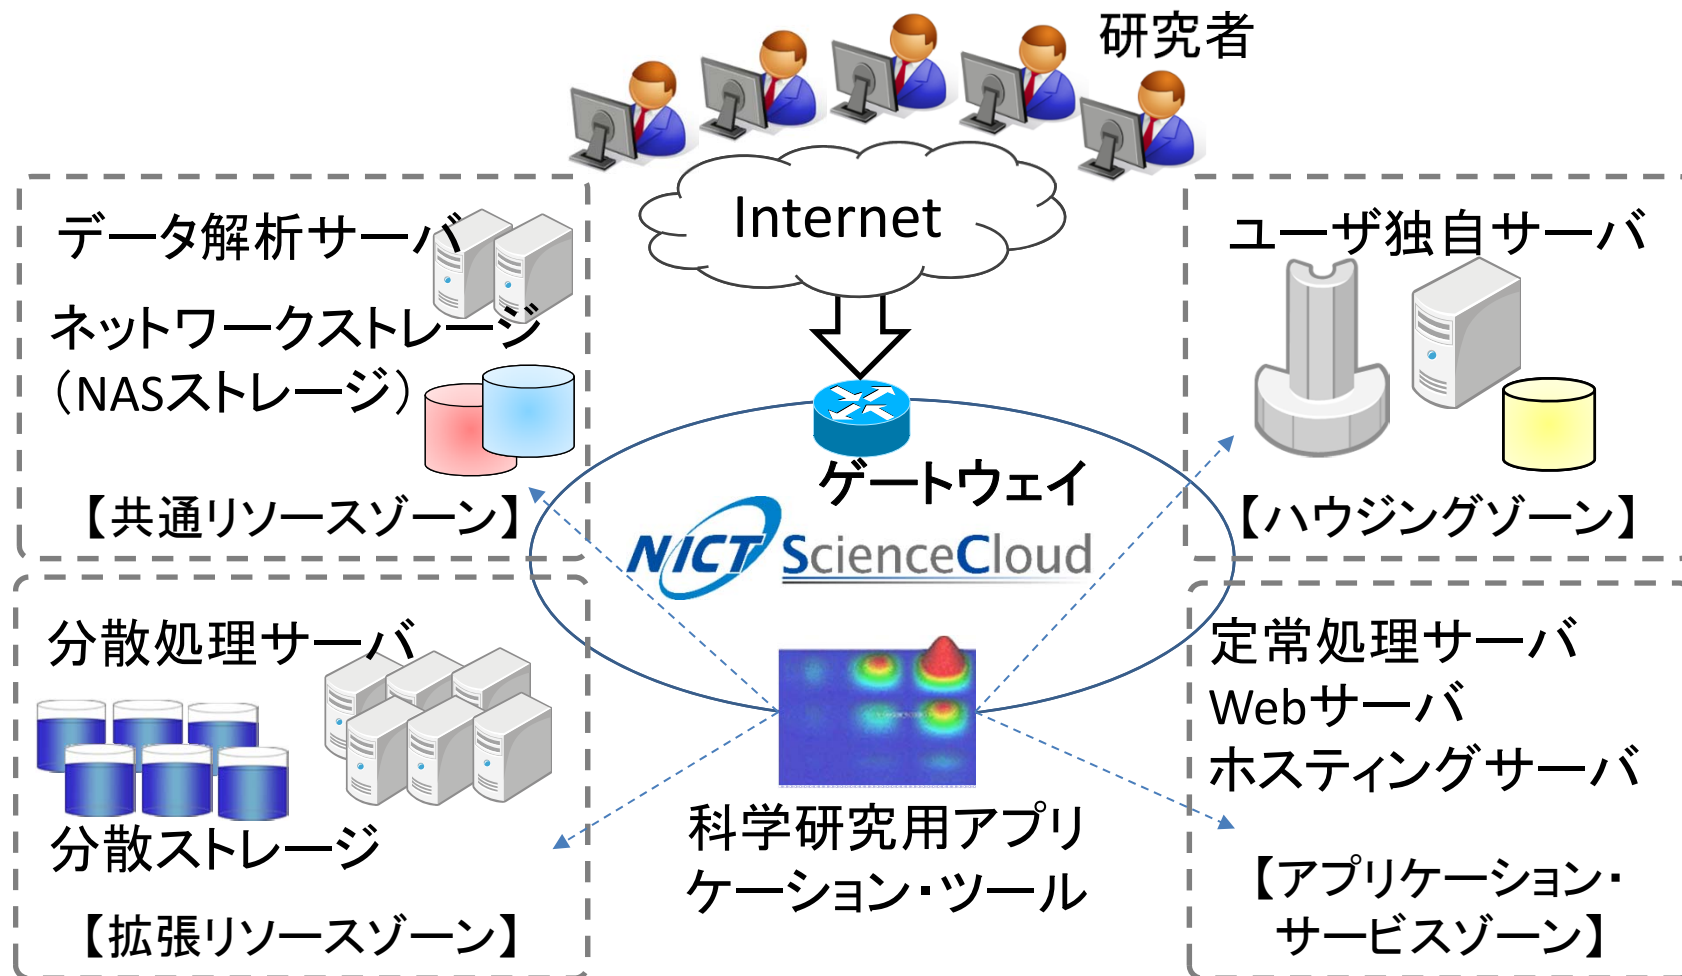 研究者
Internet
データ解析サーバ
ネットワークストレージ
（NASストレージ）
【共通リソースゾーン】
ユーザ独自サーバ
【ハウジングゾーン】
ゲートウェイ
NICT ScienceCloud
分散処理サーバ
分散ストレージ
【拡張リソースゾーン】
科学研究用アプリ
ケーション・ツール
定常処理サーバ
Webサーバ
ホスティングサーバ
【アプリケーション・
サービスゾーン】